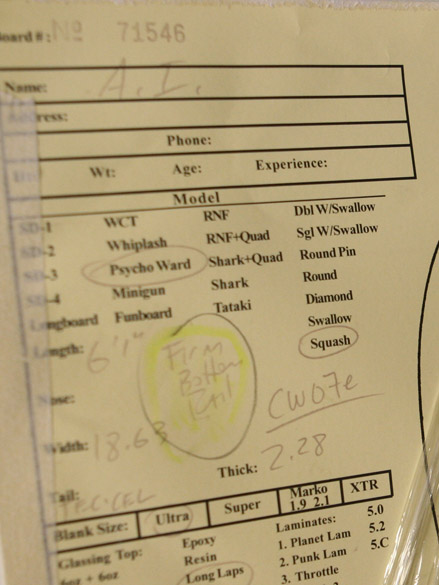 Board #: No 71546
Name: A.I.
Address:
Phone:
Ht: Wt: Age: Experience:
Model
SD-1 WCT RNF Dbl W/Swallow
SD-2 Whiplash RNF+Quad Sgl W/Swallow
SD-3 Psycho Ward Shark+Quad Round Pin
SD-4 Minigun Shark Round
Longboard Funboard Tataki Diamond
Swallow
Length: 6'1" Squash
Firm
Bottom
Nose:
CW07e
Width: 18.63
Thick: 2.28
Tail:
Blank Size: Ultra Super Marko 1.9 2.1 XTR
Glassing Top: Epoxy Laminates: 5.0
6oz + 6oz Resin 1. Planet Lam 5.2
Long Laps 2. Punk Lam 5.C
3. Throttle